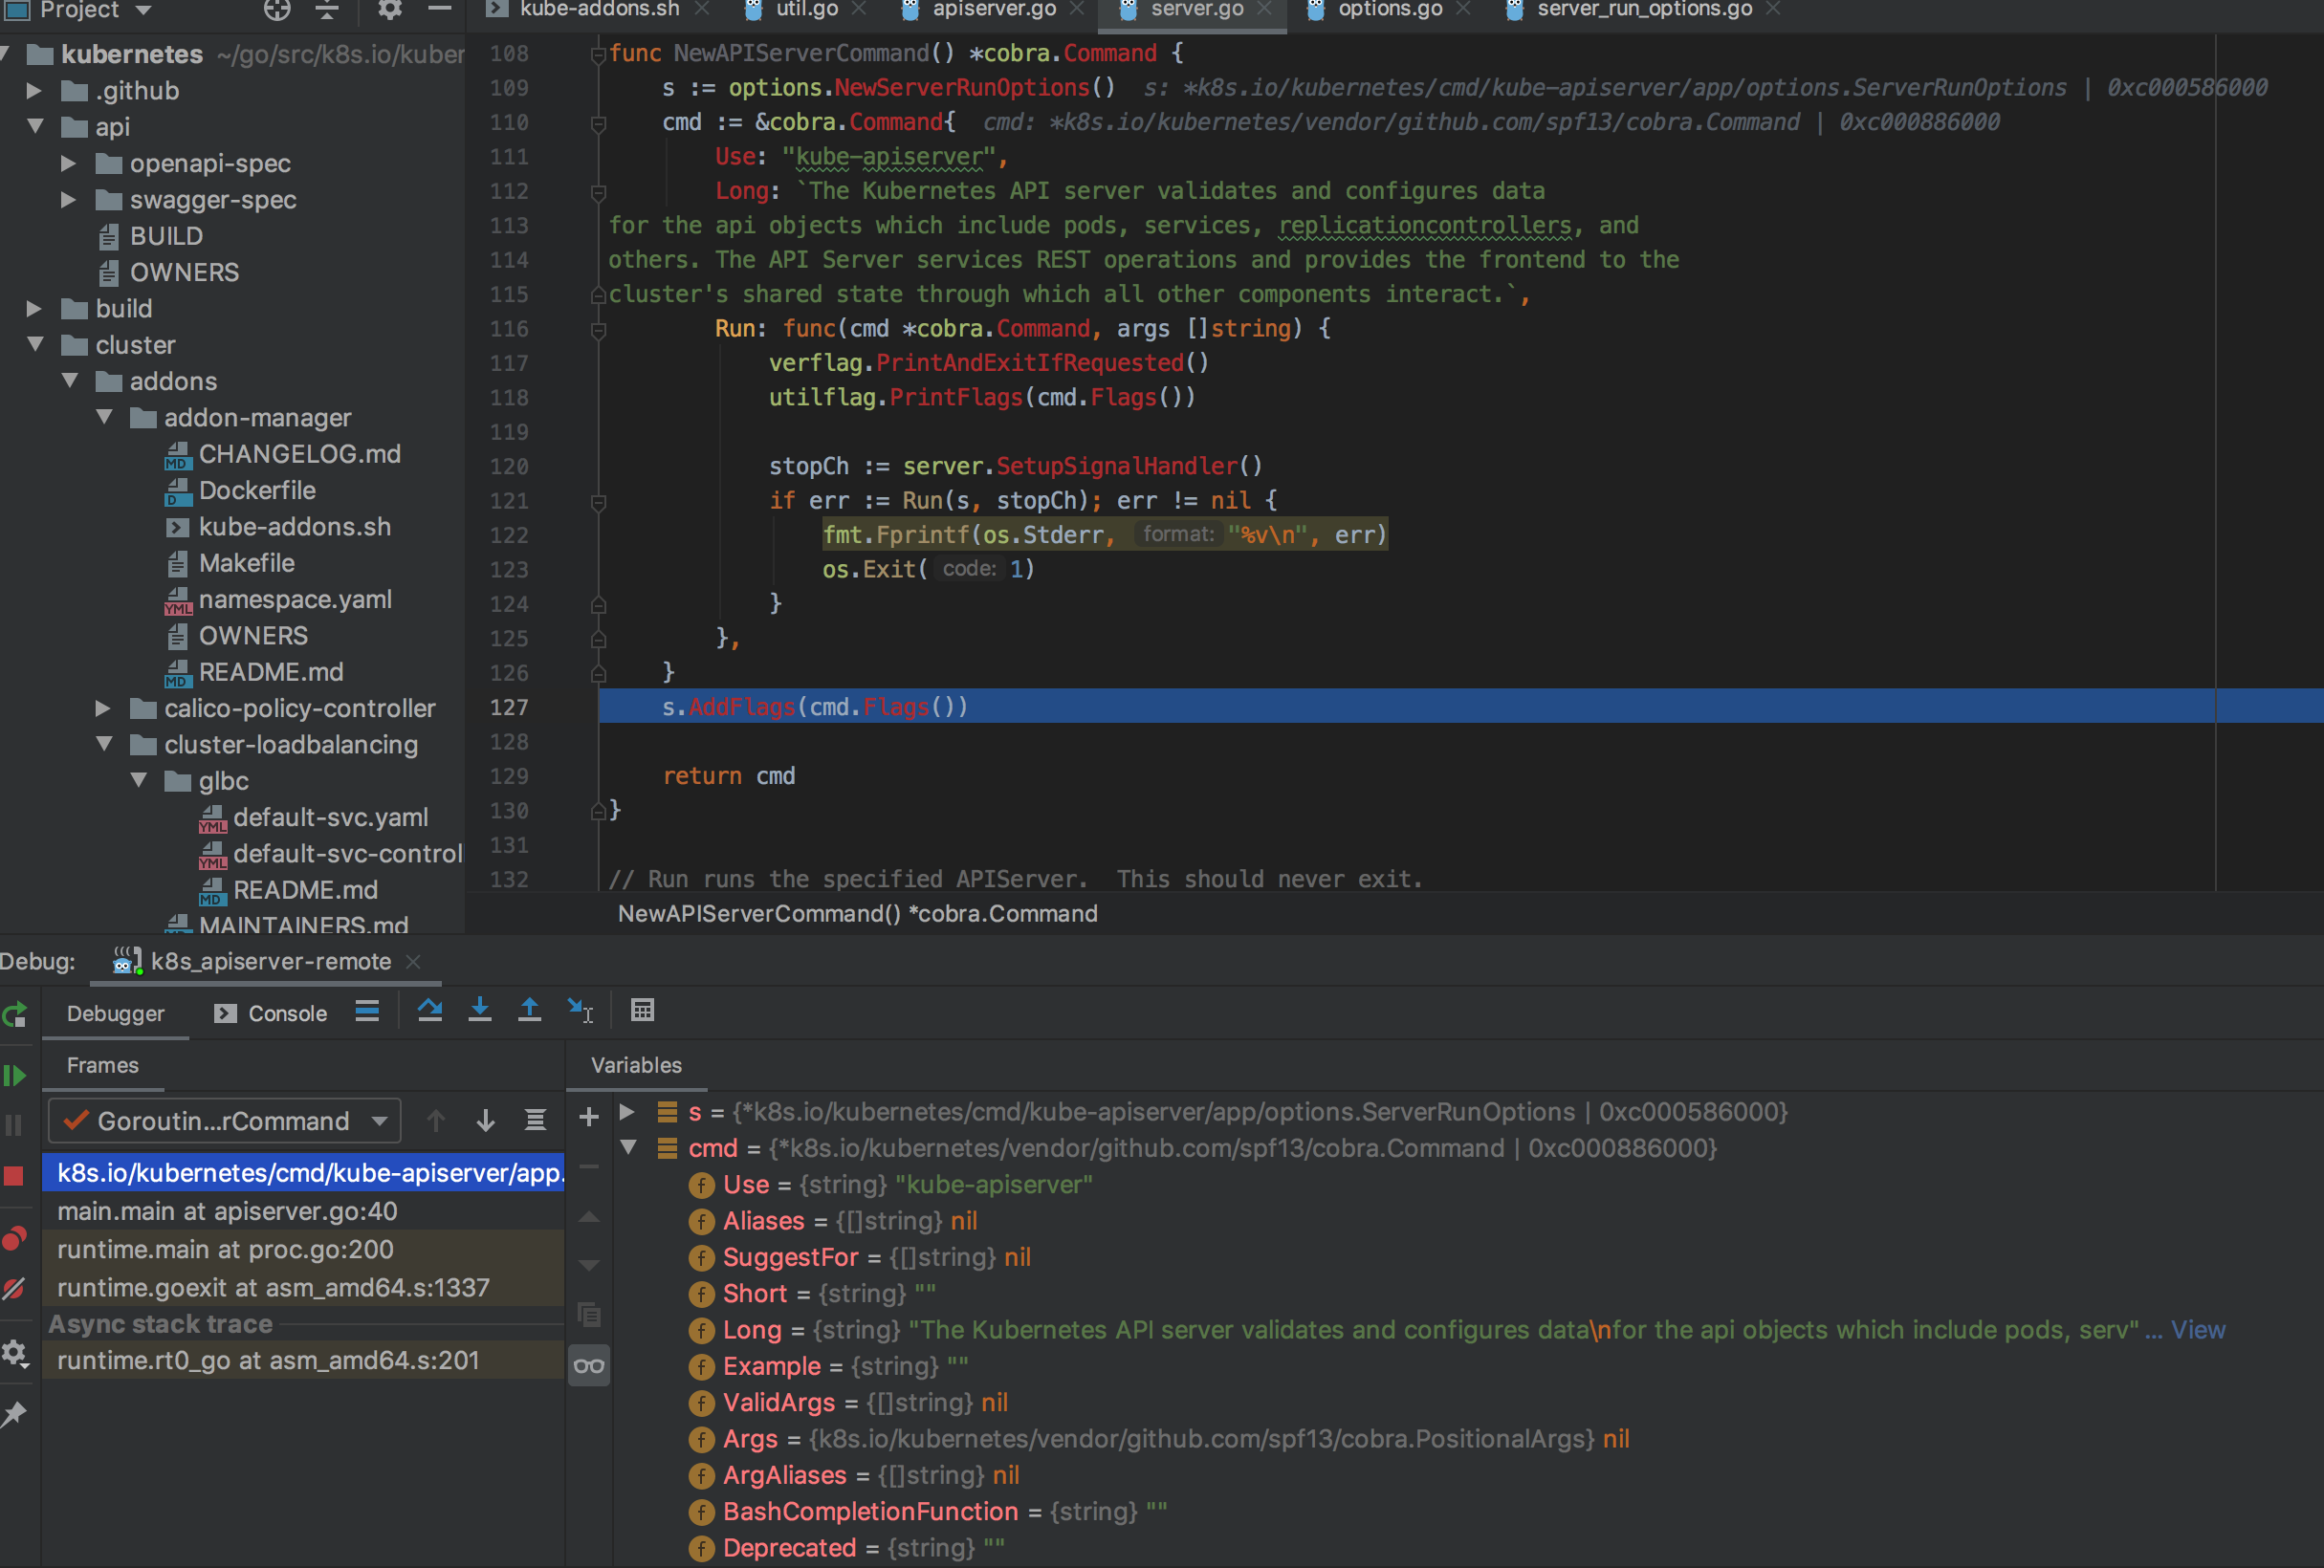 Project
kube-addons.sh
util.go
apiserver.go
server.go
options.go
server_run_options.go
kubernetes ~/go/src/k8s.io/kuber
.github
api
openapi-spec
swagger-spec
BUILD
OWNERS
build
cluster
addons
addon-manager
MD CHANGELOG.md
D Dockerfile
kube-addons.sh
Makefile
YML namespace.yaml
OWNERS
MD README.md
calico-policy-controller
cluster-loadbalancing
glbc
YML default-svc.yaml
YML default-svc-control
MD README.md
MAINTAINERS.md
108 func NewAPIServerCommand() *cobra.Command {
109 s := options.NewServerRunOptions() s: *k8s.io/kubernetes/cmd/kube-apiserver/app/options.ServerRunOptions | 0xc000586000
110 cmd := &cobra.Command{ cmd: *k8s.io/kubernetes/vendor/github.com/spf13/cobra.Command | 0xc000886000
111 Use: "kube-apiserver",
112 Long: `The Kubernetes API server validates and configures data
113 for the api objects which include pods, services, replicationcontrollers, and
114 others. The API Server services REST operations and provides the frontend to the
115 cluster's shared state through which all other components interact.`,
116 Run: func(cmd *cobra.Command, args []string) {
117 verflag.PrintAndExitIfRequested()
118 utilflag.PrintFlags(cmd.Flags())
119
120 stopCh := server.SetupSignalHandler()
121 if err := Run(s, stopCh); err != nil {
122 fmt.Fprintf(os.Stderr, format: "%v\n", err)
123 os.Exit( code: 1)
124 }
125 },
126 }
127 s.AddFlags(cmd.Flags())
128
129 return cmd
130 }
131
132 // Run runs the specified APIServer.  This should never exit.
NewAPIServerCommand() *cobra.Command
Debug: k8s_apiserver-remote
Debugger
Console
Frames
Variables
Goroutin...rCommand
k8s.io/kubernetes/cmd/kube-apiserver/app.
main.main at apiserver.go:40
runtime.main at proc.go:200
runtime.goexit at asm_amd64.s:1337
Async stack trace
runtime.rt0_go at asm_amd64.s:201
s = {*k8s.io/kubernetes/cmd/kube-apiserver/app/options.ServerRunOptions | 0xc000586000}
cmd = {*k8s.io/kubernetes/vendor/github.com/spf13/cobra.Command | 0xc000886000}
f Use = {string} "kube-apiserver"
f Aliases = {[]string} nil
f SuggestFor = {[]string} nil
f Short = {string} ""
f Long = {string} "The Kubernetes API server validates and configures data\nfor the api objects which include pods, serv"... View
f Example = {string} ""
f ValidArgs = {[]string} nil
f Args = {k8s.io/kubernetes/vendor/github.com/spf13/cobra.PositionalArgs} nil
f ArgAliases = {[]string} nil
f BashCompletionFunction = {string} ""
f Deprecated = {string} ""